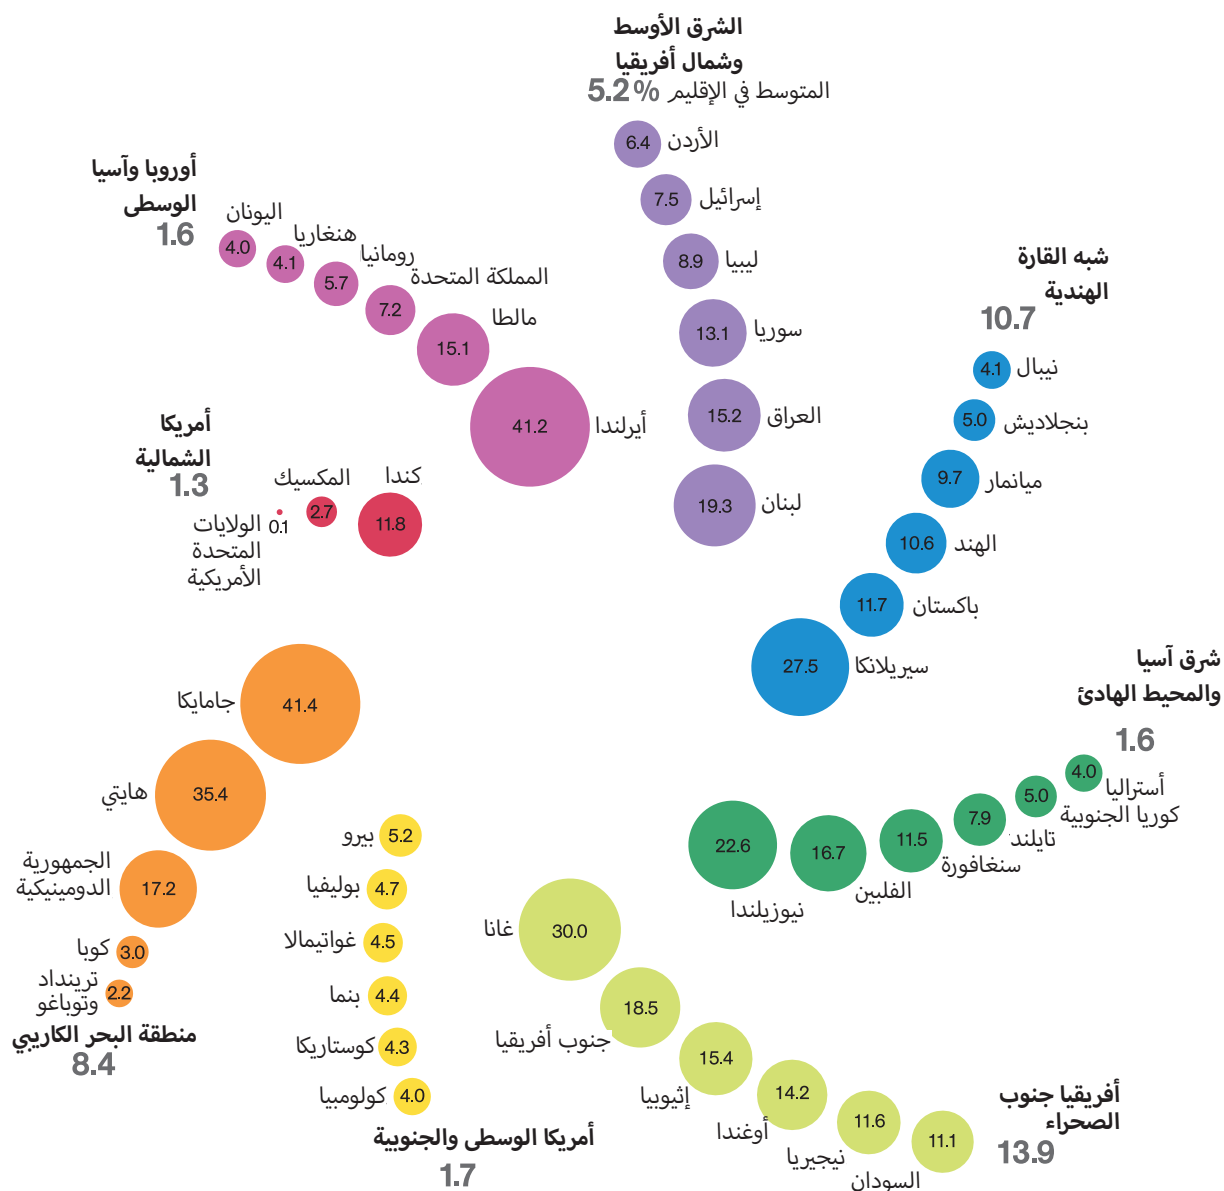 الشرق الأوسط
وشمال أفريقيا
المتوسط في الإقليم 5.2%
الأردن 6.4
إسرائيل 7.5
ليبيا 8.9
سوريا 13.1
العراق 15.2
لبنان 19.3
أوروبا وآسيا
الوسطى
1.6
اليونان 4.0
هنغاريا 4.1
رومانيا 5.7
المملكة المتحدة 7.2
مالطا 15.1
أيرلندا 41.2
شبه القارة
الهندية
10.7
نيبال 4.1
بنجلاديش 5.0
ميانمار 9.7
الهند 10.6
باكستان 11.7
سيريلانكا 27.5
أمريكا
الشمالية
1.3
كندا 11.8
المكسيك 2.7
الولايات 0.1
المتحدة
الأمريكية
شرق آسيا
والمحيط الهادئ
1.6
أستراليا 4.0
كوريا الجنوبية 5.0
تايلند 7.9
سنغافورة 11.5
الفلبين 16.7
نيوزيلندا 22.6
جامايكا 41.4
هايتي 35.4
الجمهورية
الدومينيكية 17.2
كوبا 3.0
ترينداد
وتوباغو 2.2
منطقة البحر الكاريبي
8.4
بيرو 5.2
بوليفيا 4.7
غواتيمالا 4.5
بنما 4.4
كوستاريكا 4.3
كولومبيا 4.0
أمريكا الوسطى والجنوبية
1.7
غانا 30.0
جنوب أفريقيا 18.5
إثيوبيا 15.4
أوغندا 14.2
نيجيريا 11.6
السودان 11.1
أفريقيا جنوب
الصحراء
13.9